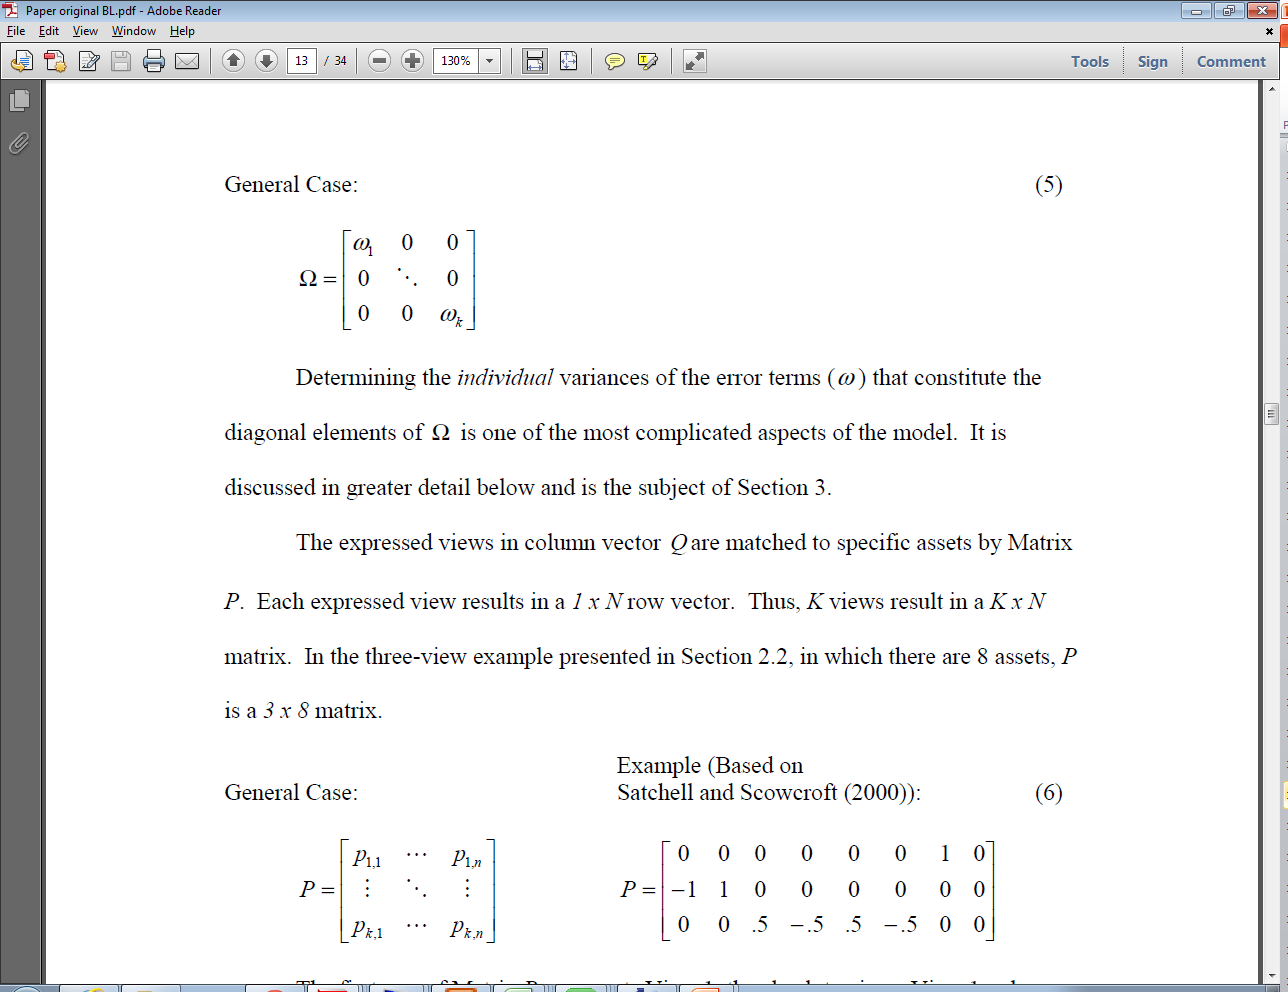 Paper original BL.pdf - Adobe Reader
File Edit View Window Help
13 / 34 130% Tools Sign Comment
General Case: (5)
ω1 0 0
Ω = 0 ⋱ 0
0 0 ωk
Determining the individual variances of the error terms (ω) that constitute the
diagonal elements of Ω is one of the most complicated aspects of the model. It is
discussed in greater detail below and is the subject of Section 3.
The expressed views in column vector Q are matched to specific assets by Matrix
P. Each expressed view results in a 1 x N row vector. Thus, K views result in a K x N
matrix. In the three-view example presented in Section 2.2, in which there are 8 assets, P
is a 3 x 8 matrix.
Example (Based on
General Case: Satchell and Scowcroft (2000)): (6)
p1,1 ⋯ p1,n 0 0 0 0 0 0 1 0
P = ⋮ ⋱ ⋮ P = −1 1 0 0 0 0 0 0
pk,1 ⋯ pk,n 0 0 .5 −.5 .5 −.5 0 0